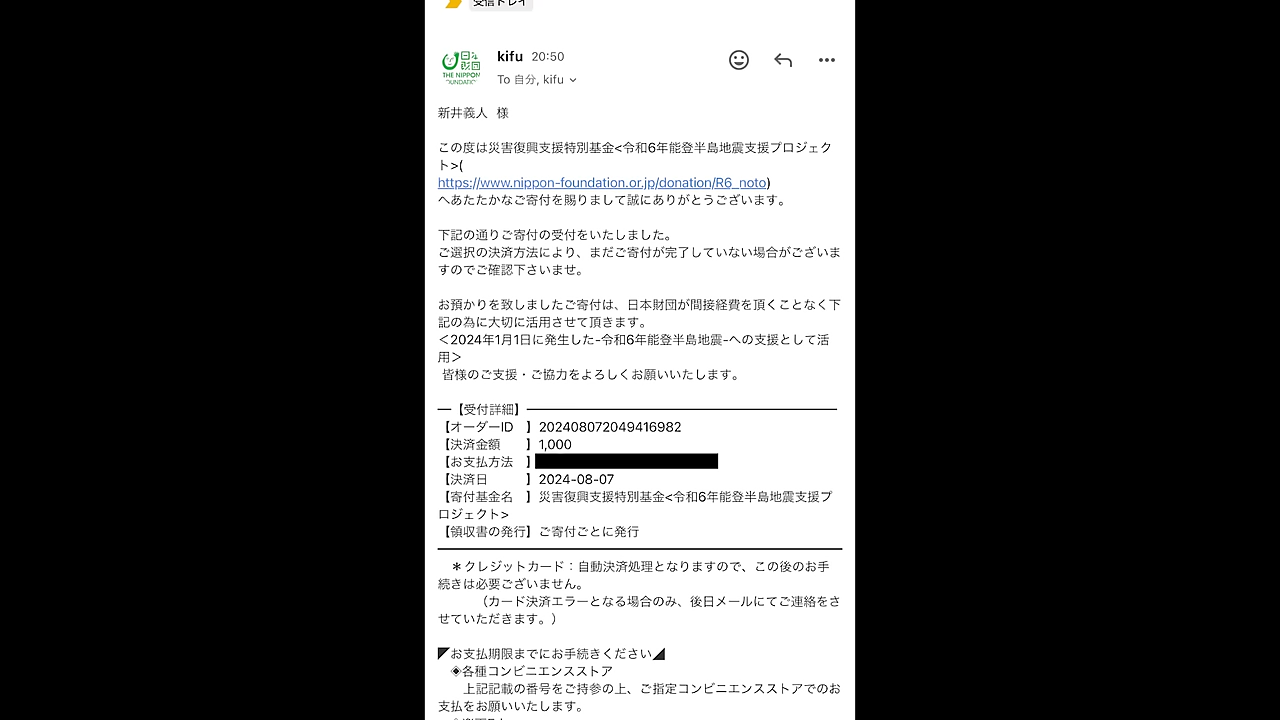 受信トレイ
kifu 20:50
THE NIPPON
FOUNDATION
To 自分, kifu
新井義人 様
この度は災害復興支援特別基金<令和6年能登半島地震支援プロジェク
ト>(
https://www.nippon-foundation.or.jp/donation/R6_noto)
へあたたかなご寄付を賜りまして誠にありがとうございます。
下記の通りご寄付の受付をいたしました。
ご選択の決済方法により、まだご寄付が完了していない場合がございま
すのでご確認下さいませ。
お預かりを致しましたご寄付は、日本財団が間接経費を頂くことなく下
記の為に大切に活用させて頂きます。
＜2024年1月1日に発生した-令和6年能登半島地震-への支援として活
用＞
皆様のご支援・ご協力をよろしくお願いいたします。
―【受付詳細】――――――――――――――――――――
【オーダーID　】202408072049416982
【決済金額　　】1,000
【お支払方法　】
【決済日　　　】2024-08-07
【寄付基金名　】災害復興支援特別基金<令和6年能登半島地震支援プ
ロジェクト>
【領収書の発行】ご寄付ごとに発行
＊クレジットカード：自動決済処理となりますので、この後のお手
続きは必要ございません。
（カード決済エラーとなる場合のみ、後日メールにてご連絡をさ
せていただきます。）
◤お支払期限までにお手続きください◢
◈各種コンビニエンスストア
上記記載の番号をご持参の上、ご指定コンビニエンスストアでのお
支払をお願いいたします。